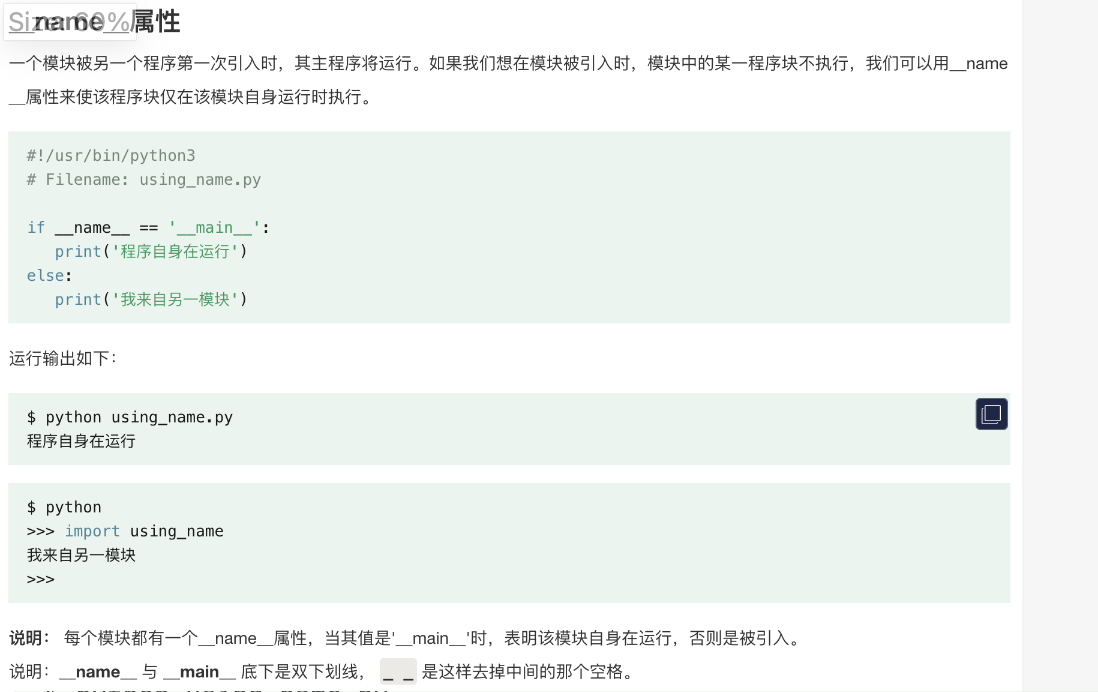 __name__属性
Size 60%
一个模块被另一个程序第一次引入时，其主程序将运行。如果我们想在模块被引入时，模块中的某一程序块不执行，我们可以用__name
__属性来使该程序块仅在该模块自身运行时执行。
#!/usr/bin/python3
# Filename: using_name.py
if __name__ == '__main__':
   print('程序自身在运行')
else:
   print('我来自另一模块')
运行输出如下：
$ python using_name.py
程序自身在运行
$ python
>>> import using_name
我来自另一模块
>>>
说明： 每个模块都有一个__name__属性，当其值是'__main__'时，表明该模块自身在运行，否则是被引入。
说明：__name__ 与 __main__ 底下是双下划线， _ _ 是这样去掉中间的那个空格。